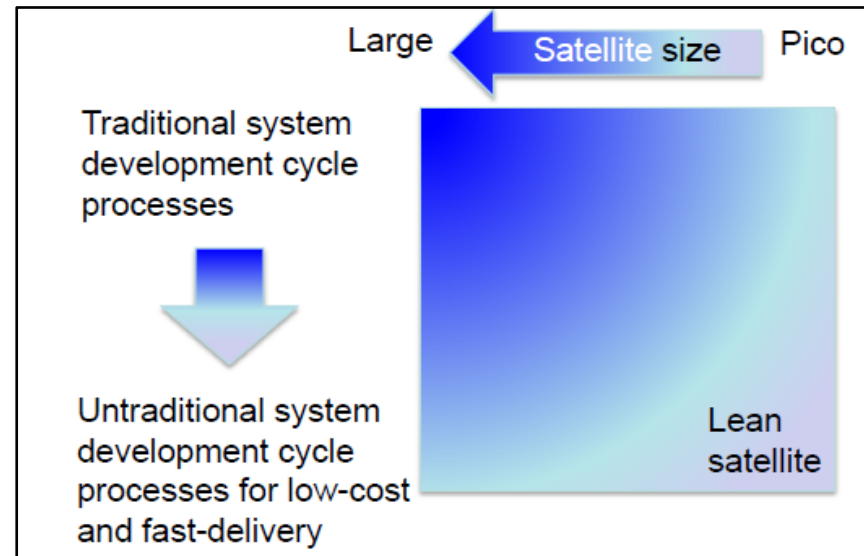 Large
Satellite size
Pico
Traditional system
development cycle
processes
Untraditional system
development cycle
processes for low-cost
and fast-delivery
Lean
satellite